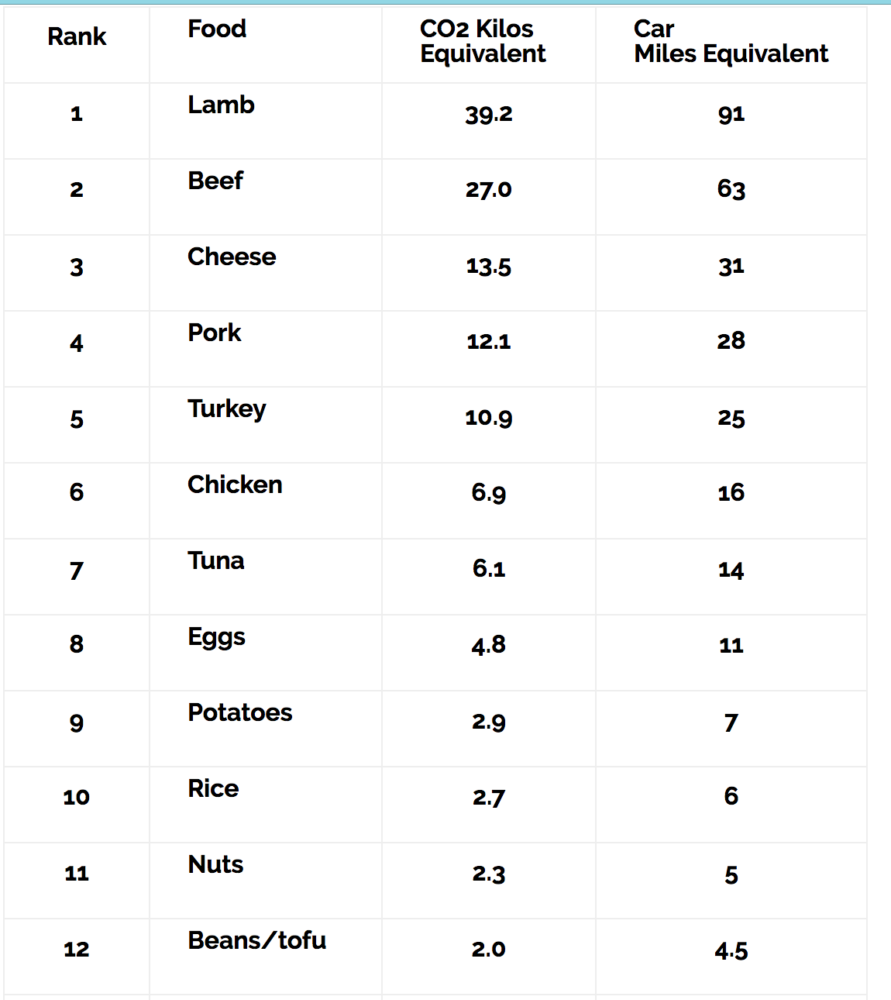 Rank Food CO2 Kilos Equivalent Car Miles Equivalent
1 Lamb 39.2 91
2 Beef 27.0 63
3 Cheese 13.5 31
4 Pork 12.1 28
5 Turkey 10.9 25
6 Chicken 6.9 16
7 Tuna 6.1 14
8 Eggs 4.8 11
9 Potatoes 2.9 7
10 Rice 2.7 6
11 Nuts 2.3 5
12 Beans/tofu 2.0 4.5